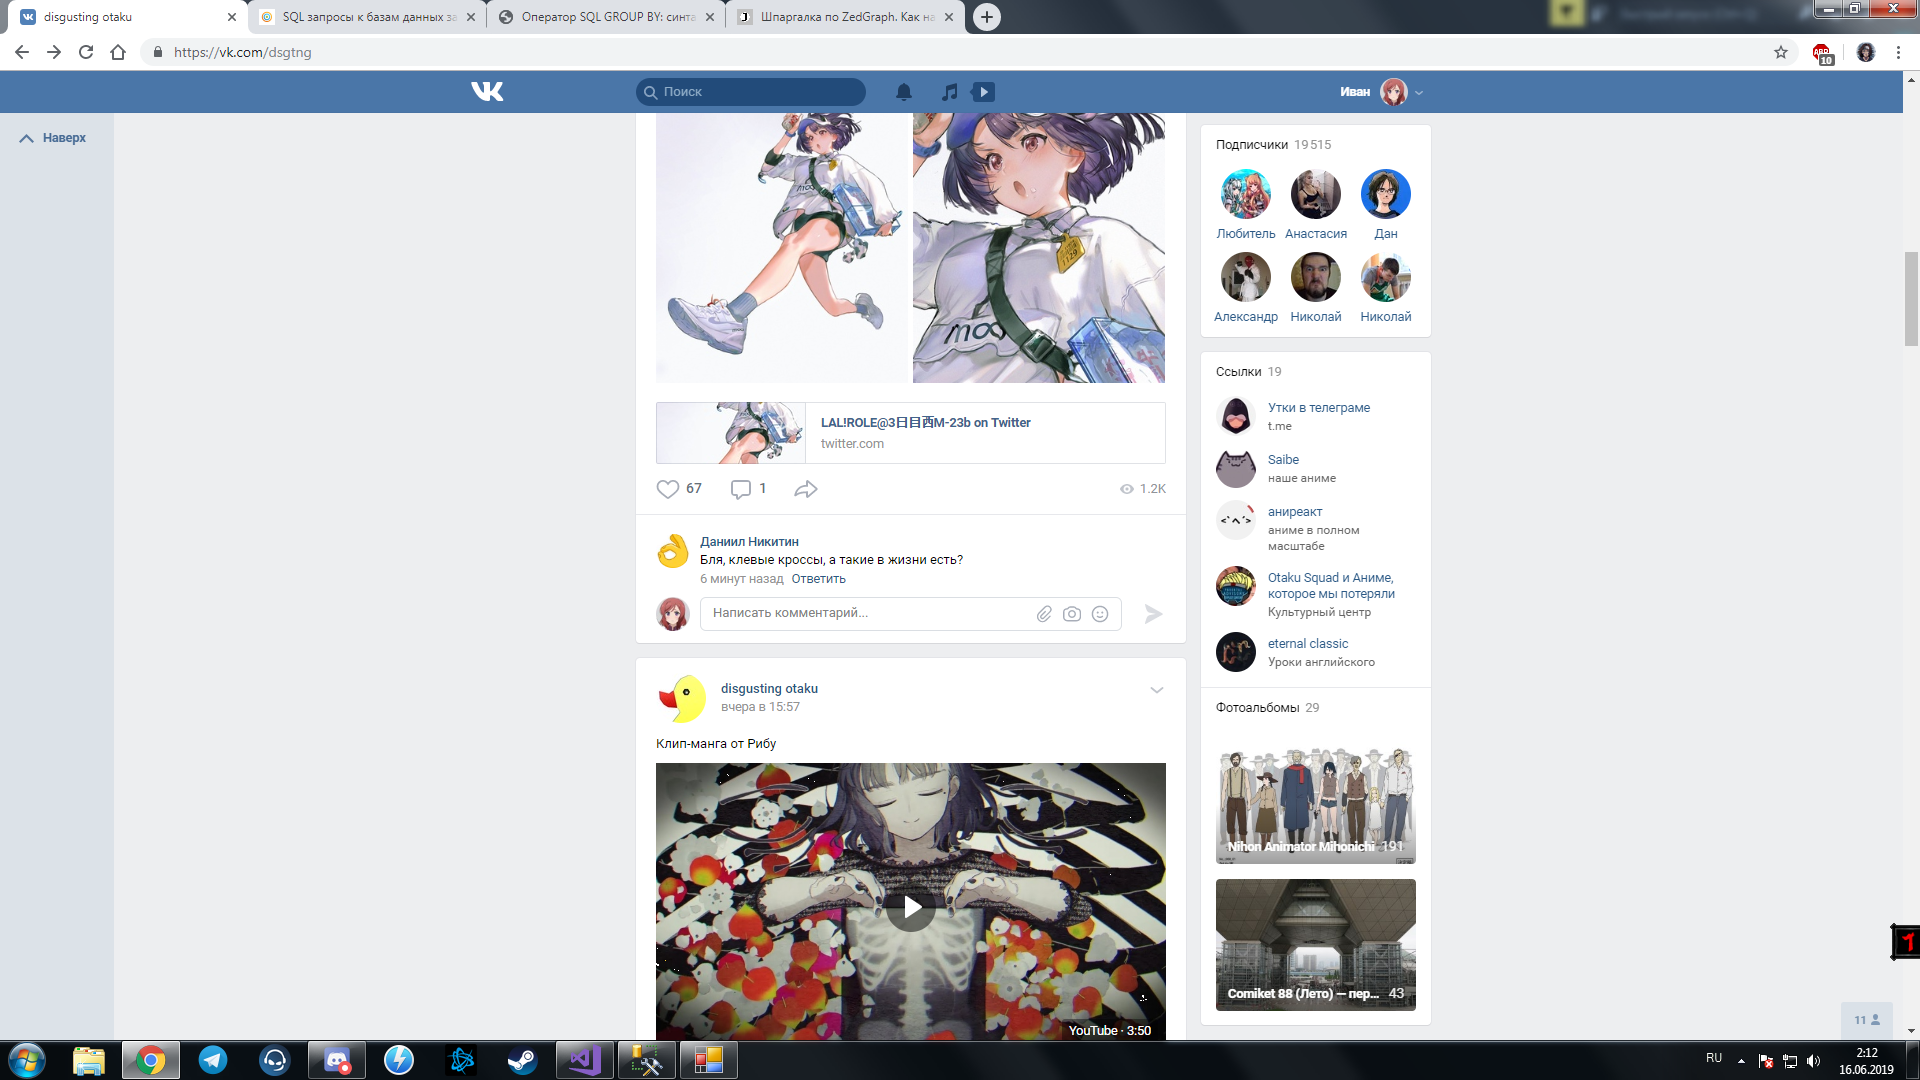 disgusting otaku
SQL запросы к базам данных за
Оператор SQL GROUP BY: синта
Шпаргалка по ZedGraph. Как на
https://vk.com/dsgtng
ABP
10
Поиск
Иван
Наверх
moc
1129
LAL!ROLE@3日目西M-23b on Twitter
twitter.com
67
1
1.2K
Даниил Никитин
Бля, клевые кроссы, а такие в жизни есть?
6 минут назад Ответить
Написать комментарий...
disgusting otaku
вчера в 15:57
Клип-манга от Рибу
YouTube · 3:50
Подписчики 19 515
Любитель Анастасия Дан
Александр Николай Николай
Ссылки 19
Утки в телеграме
t.me
Saibe
наше аниме
аниреакт
аниме в полном
масштабе
Otaku Squad и Аниме,
которое мы потеряли
Культурный центр
eternal classic
Уроки английского
Фотоальбомы 29
Nihon Animator Mihonichi 191
Comiket 88 (Лето) — пер... 43
11
RU
2:12
16.06.2019